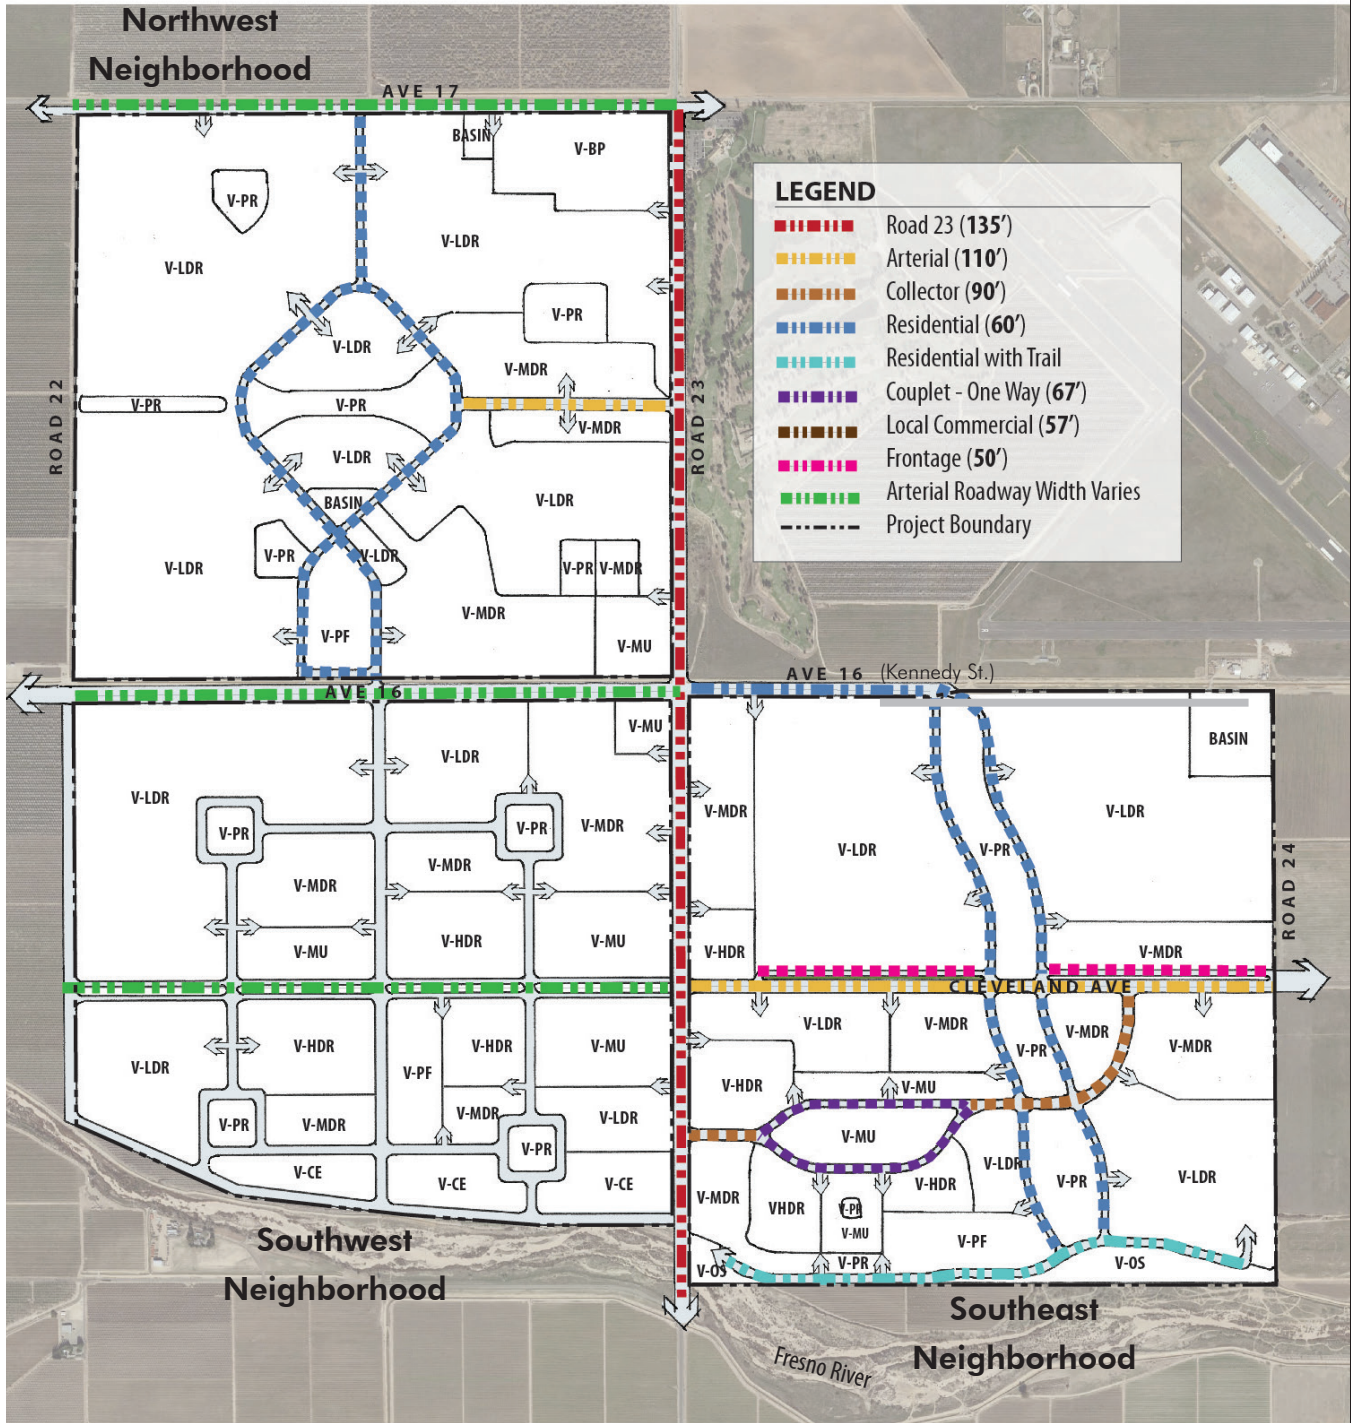 Northwest
Neighborhood
AVE 17
BASIN
V-BP
V-PR
V-LDR
V-LDR
V-PR
V-LDR
V-MDR
ROAD 22
V-PR
V-PR
ROAD 23
V-MDR
V-LDR
BASIN
V-LDR
V-PR
V-LDR
V-LDR
V-PR
V-MDR
V-MDR
V-PF
V-MU
LEGEND
Road 23 (135′)
Arterial (110′)
Collector (90′)
Residential (60′)
Residential with Trail
Couplet - One Way (67′)
Local Commercial (57′)
Frontage (50′)
Arterial Roadway Width Varies
Project Boundary
AVE 16 (Kennedy St.)
AVE 16
V-MU
V-LDR
V-LDR
V-PR
V-PR
V-MDR
V-MDR
V-MDR
V-MU
V-HDR
V-MU
V-LDR
V-HDR
V-PF
V-HDR
V-MU
V-PR
V-MDR
V-MDR
V-LDR
V-PR
V-CE
V-CE
V-CE
Southwest
Neighborhood
BASIN
V-MDR
V-LDR
V-PR
V-LDR
ROAD 24
V-HDR
V-MDR
CLEVELAND AVE
V-LDR
V-MDR
V-PR
V-MDR
V-MDR
V-HDR
V-MU
V-MU
V-LDR
V-MDR
VHDR
V-PR
V-MU
V-HDR
V-PR
V-LDR
V-PF
V-OS
V-PR
V-OS
Southeast
Neighborhood
Fresno River